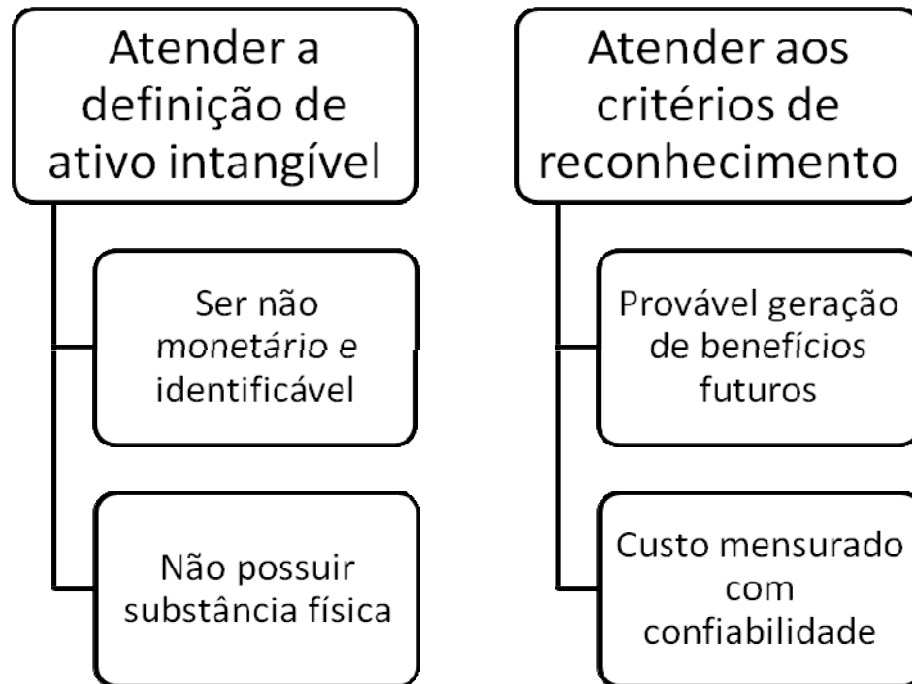 Atender a
definição de
ativo intangível
Ser não
monetário e
identificável
Não possuir
substância física
Atender aos
critérios de
reconhecimento
Provável geração
de benefícios
futuros
Custo mensurado
com
confiabilidade